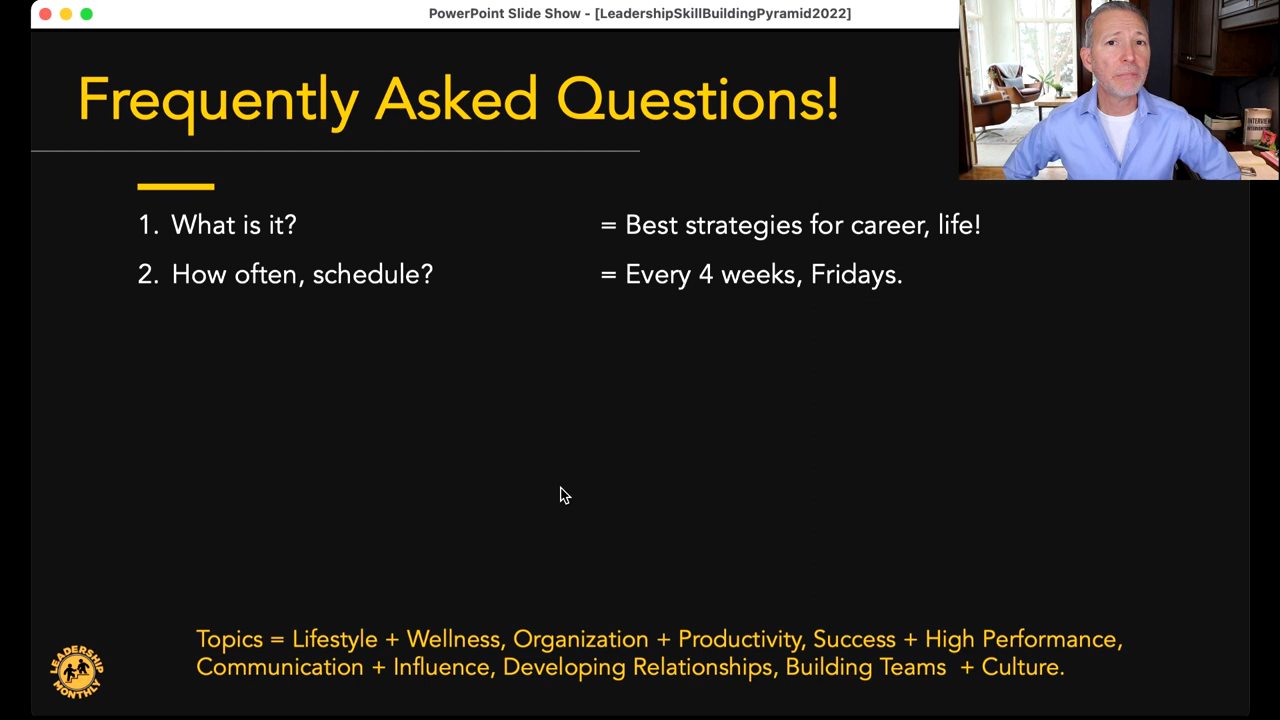 PowerPoint Slide Show - [LeadershipSkillBuildingPyramid2022]
Frequently Asked Questions!
1. What is it? = Best strategies for career, life!
2. How often, schedule? = Every 4 weeks, Fridays.
INTERVIEW
Topics = Lifestyle + Wellness, Organization + Productivity, Success + High Performance,
Communication + Influence, Developing Relationships, Building Teams + Culture.
LEADERSHIP
MONTHLY